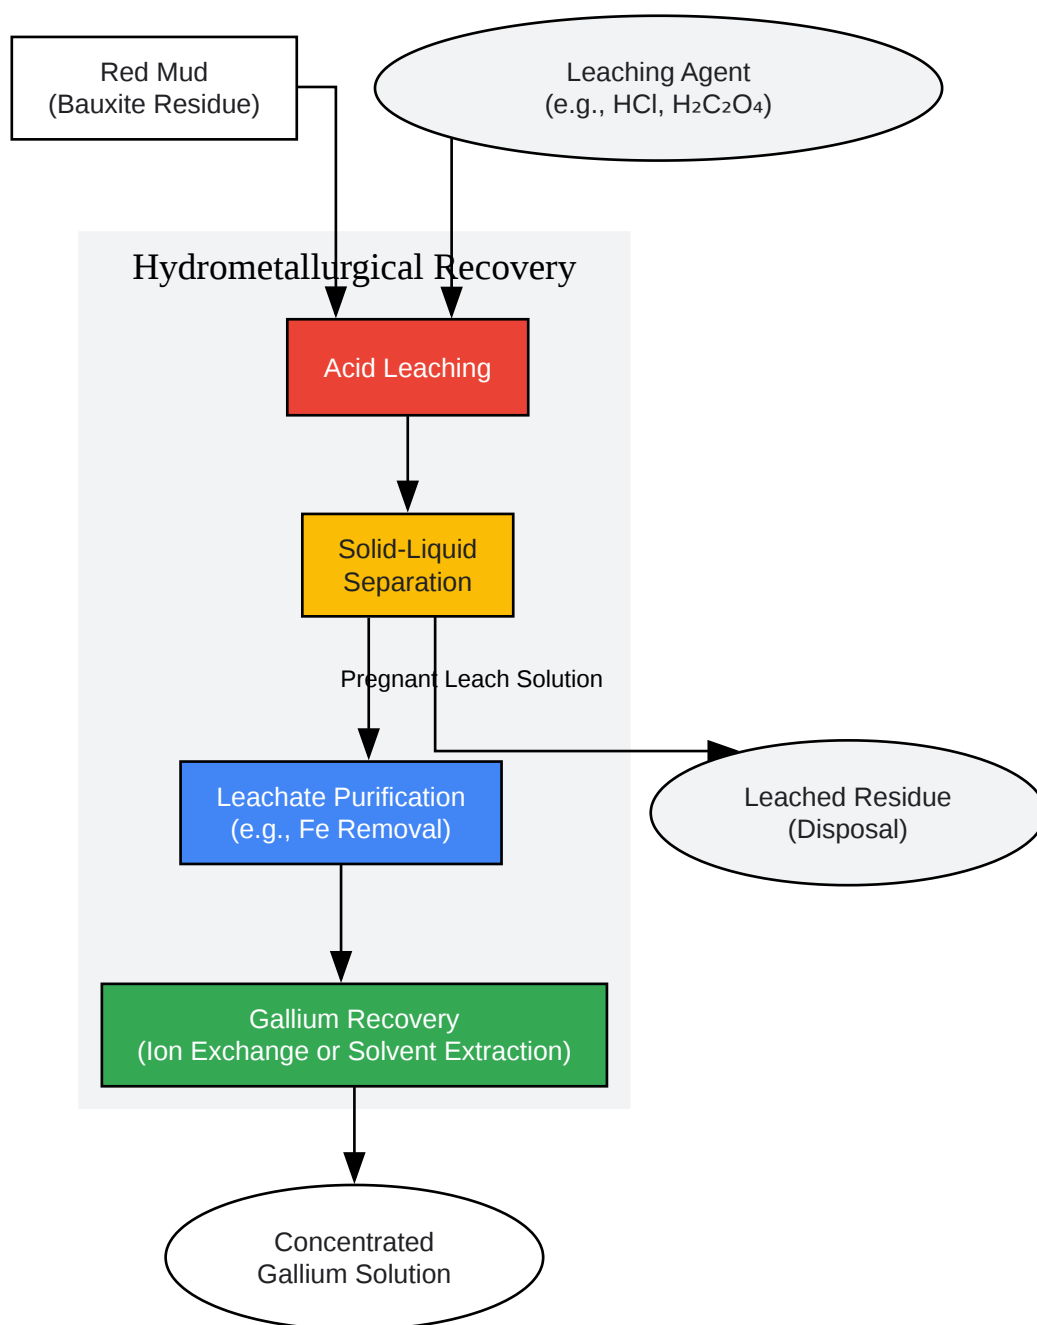 Red Mud
(Bauxite Residue)
Leaching Agent
(e.g., HCl, H₂C₂O₄)
Hydrometallurgical Recovery
Acid Leaching
Solid-Liquid
Separation
Pregnant Leach Solution
Leachate Purification
(e.g., Fe Removal)
Leached Residue
(Disposal)
Gallium Recovery
(Ion Exchange or Solvent Extraction)
Concentrated
Gallium Solution